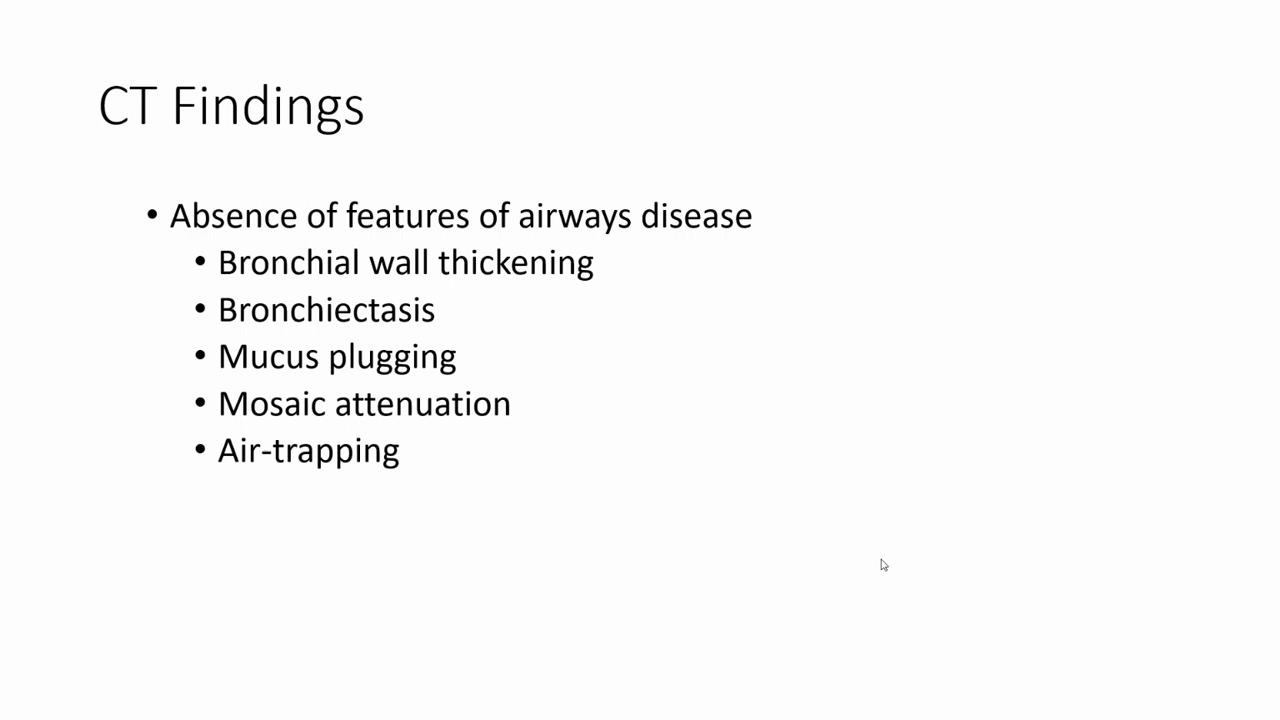 CT Findings
• Absence of features of airways disease
• Bronchial wall thickening
• Bronchiectasis
• Mucus plugging
• Mosaic attenuation
• Air-trapping